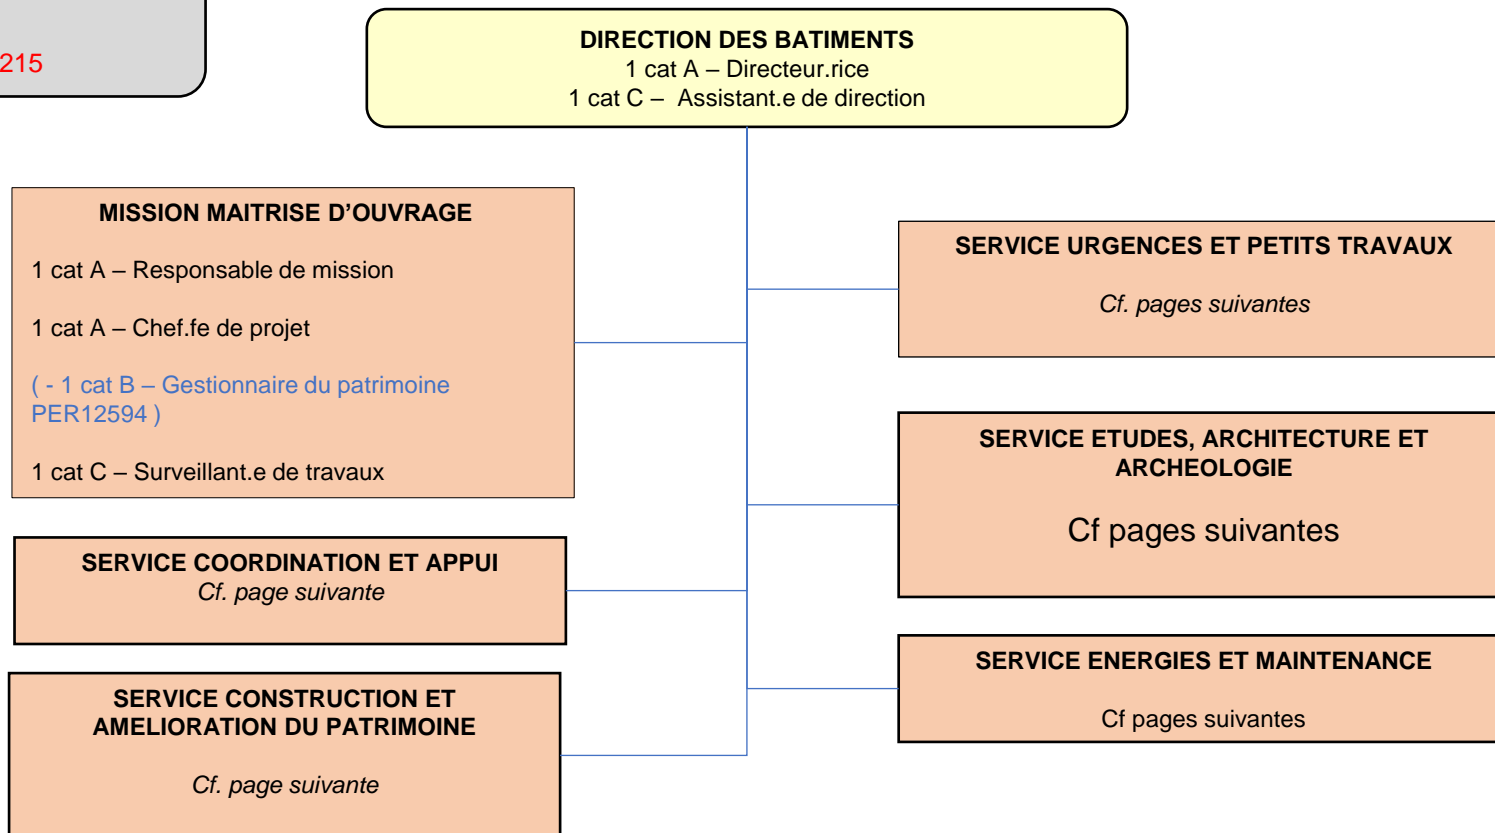 215
DIRECTION DES BATIMENTS
1 cat A – Directeur.rice
1 cat C – Assistant.e de direction
MISSION MAITRISE D’OUVRAGE
1 cat A – Responsable de mission
1 cat A – Chef.fe de projet
( - 1 cat B – Gestionnaire du patrimoine
PER12594 )
1 cat C – Surveillant.e de travaux
SERVICE COORDINATION ET APPUI
Cf. page suivante
SERVICE CONSTRUCTION ET
AMELIORATION DU PATRIMOINE
Cf. page suivante
SERVICE URGENCES ET PETITS TRAVAUX
Cf. pages suivantes
SERVICE ETUDES, ARCHITECTURE ET
ARCHEOLOGIE
Cf pages suivantes
SERVICE ENERGIES ET MAINTENANCE
Cf pages suivantes